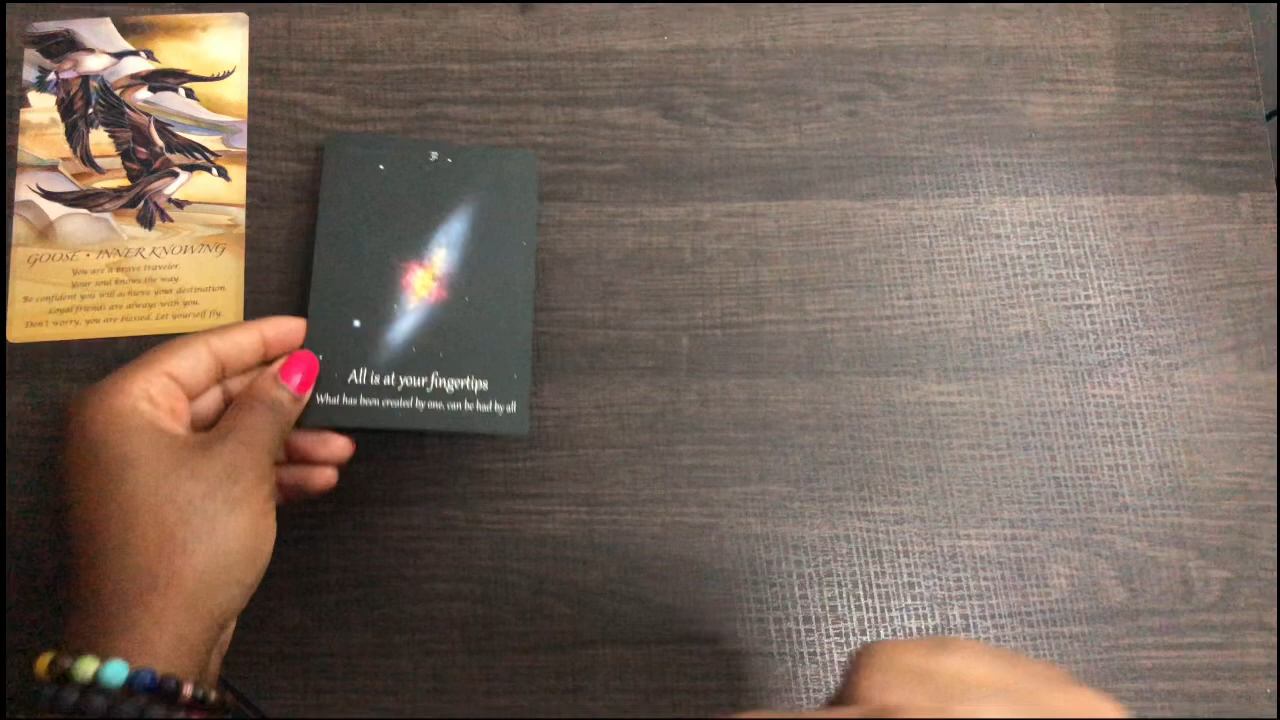 GOOSE • INNER KNOWING
You are a brave traveler.
Your soul knows the way.
Be confident you will achieve your destination.
Loyal friends are always with you.
Don't worry, you are blessed. Let yourself fly.
All is at your fingertips
What has been created by one, can be had by all